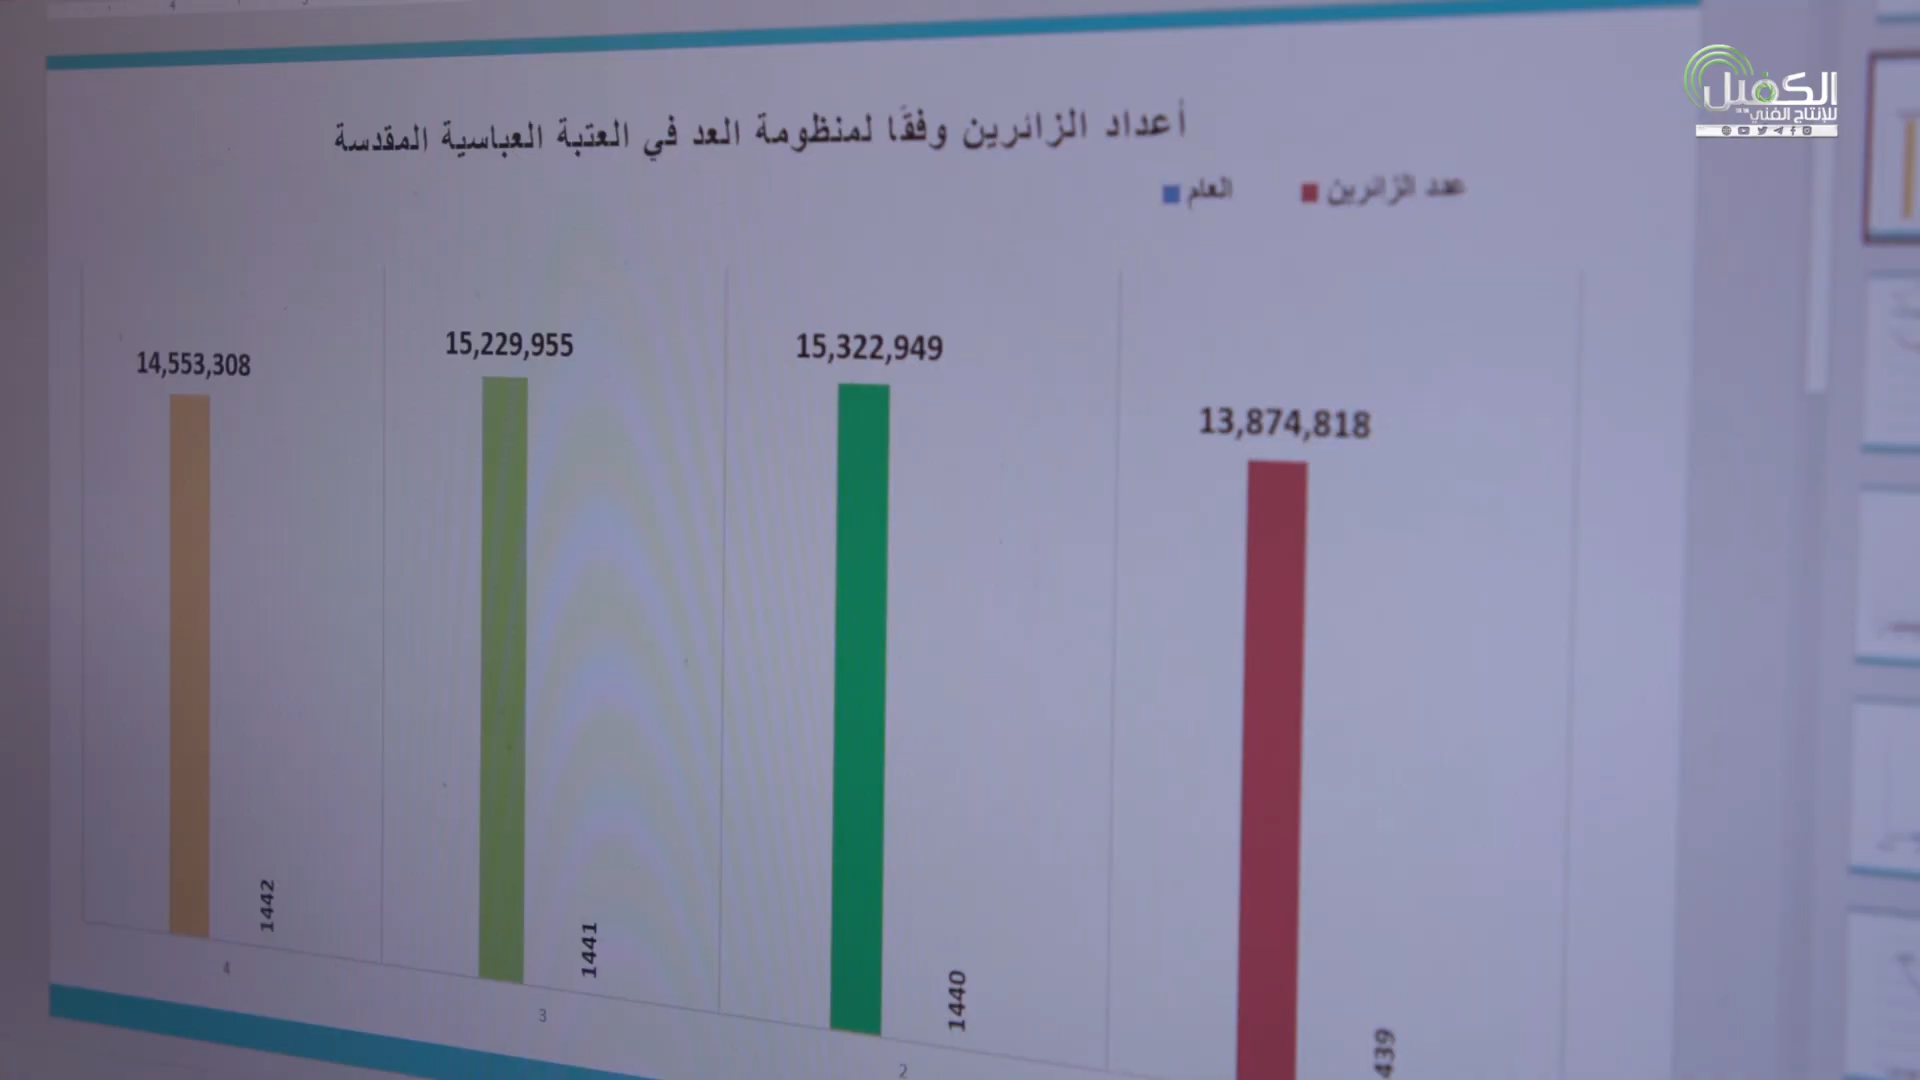 الكفيل
للإنتاج الفني
أعداد الزائرين وفقًا لمنظومة العد في العتبة العباسية المقدسة
عدد الزائرين
العام
13,874,818
15,322,949
15,229,955
14,553,308
439
1440
1441
1442
2
3
4